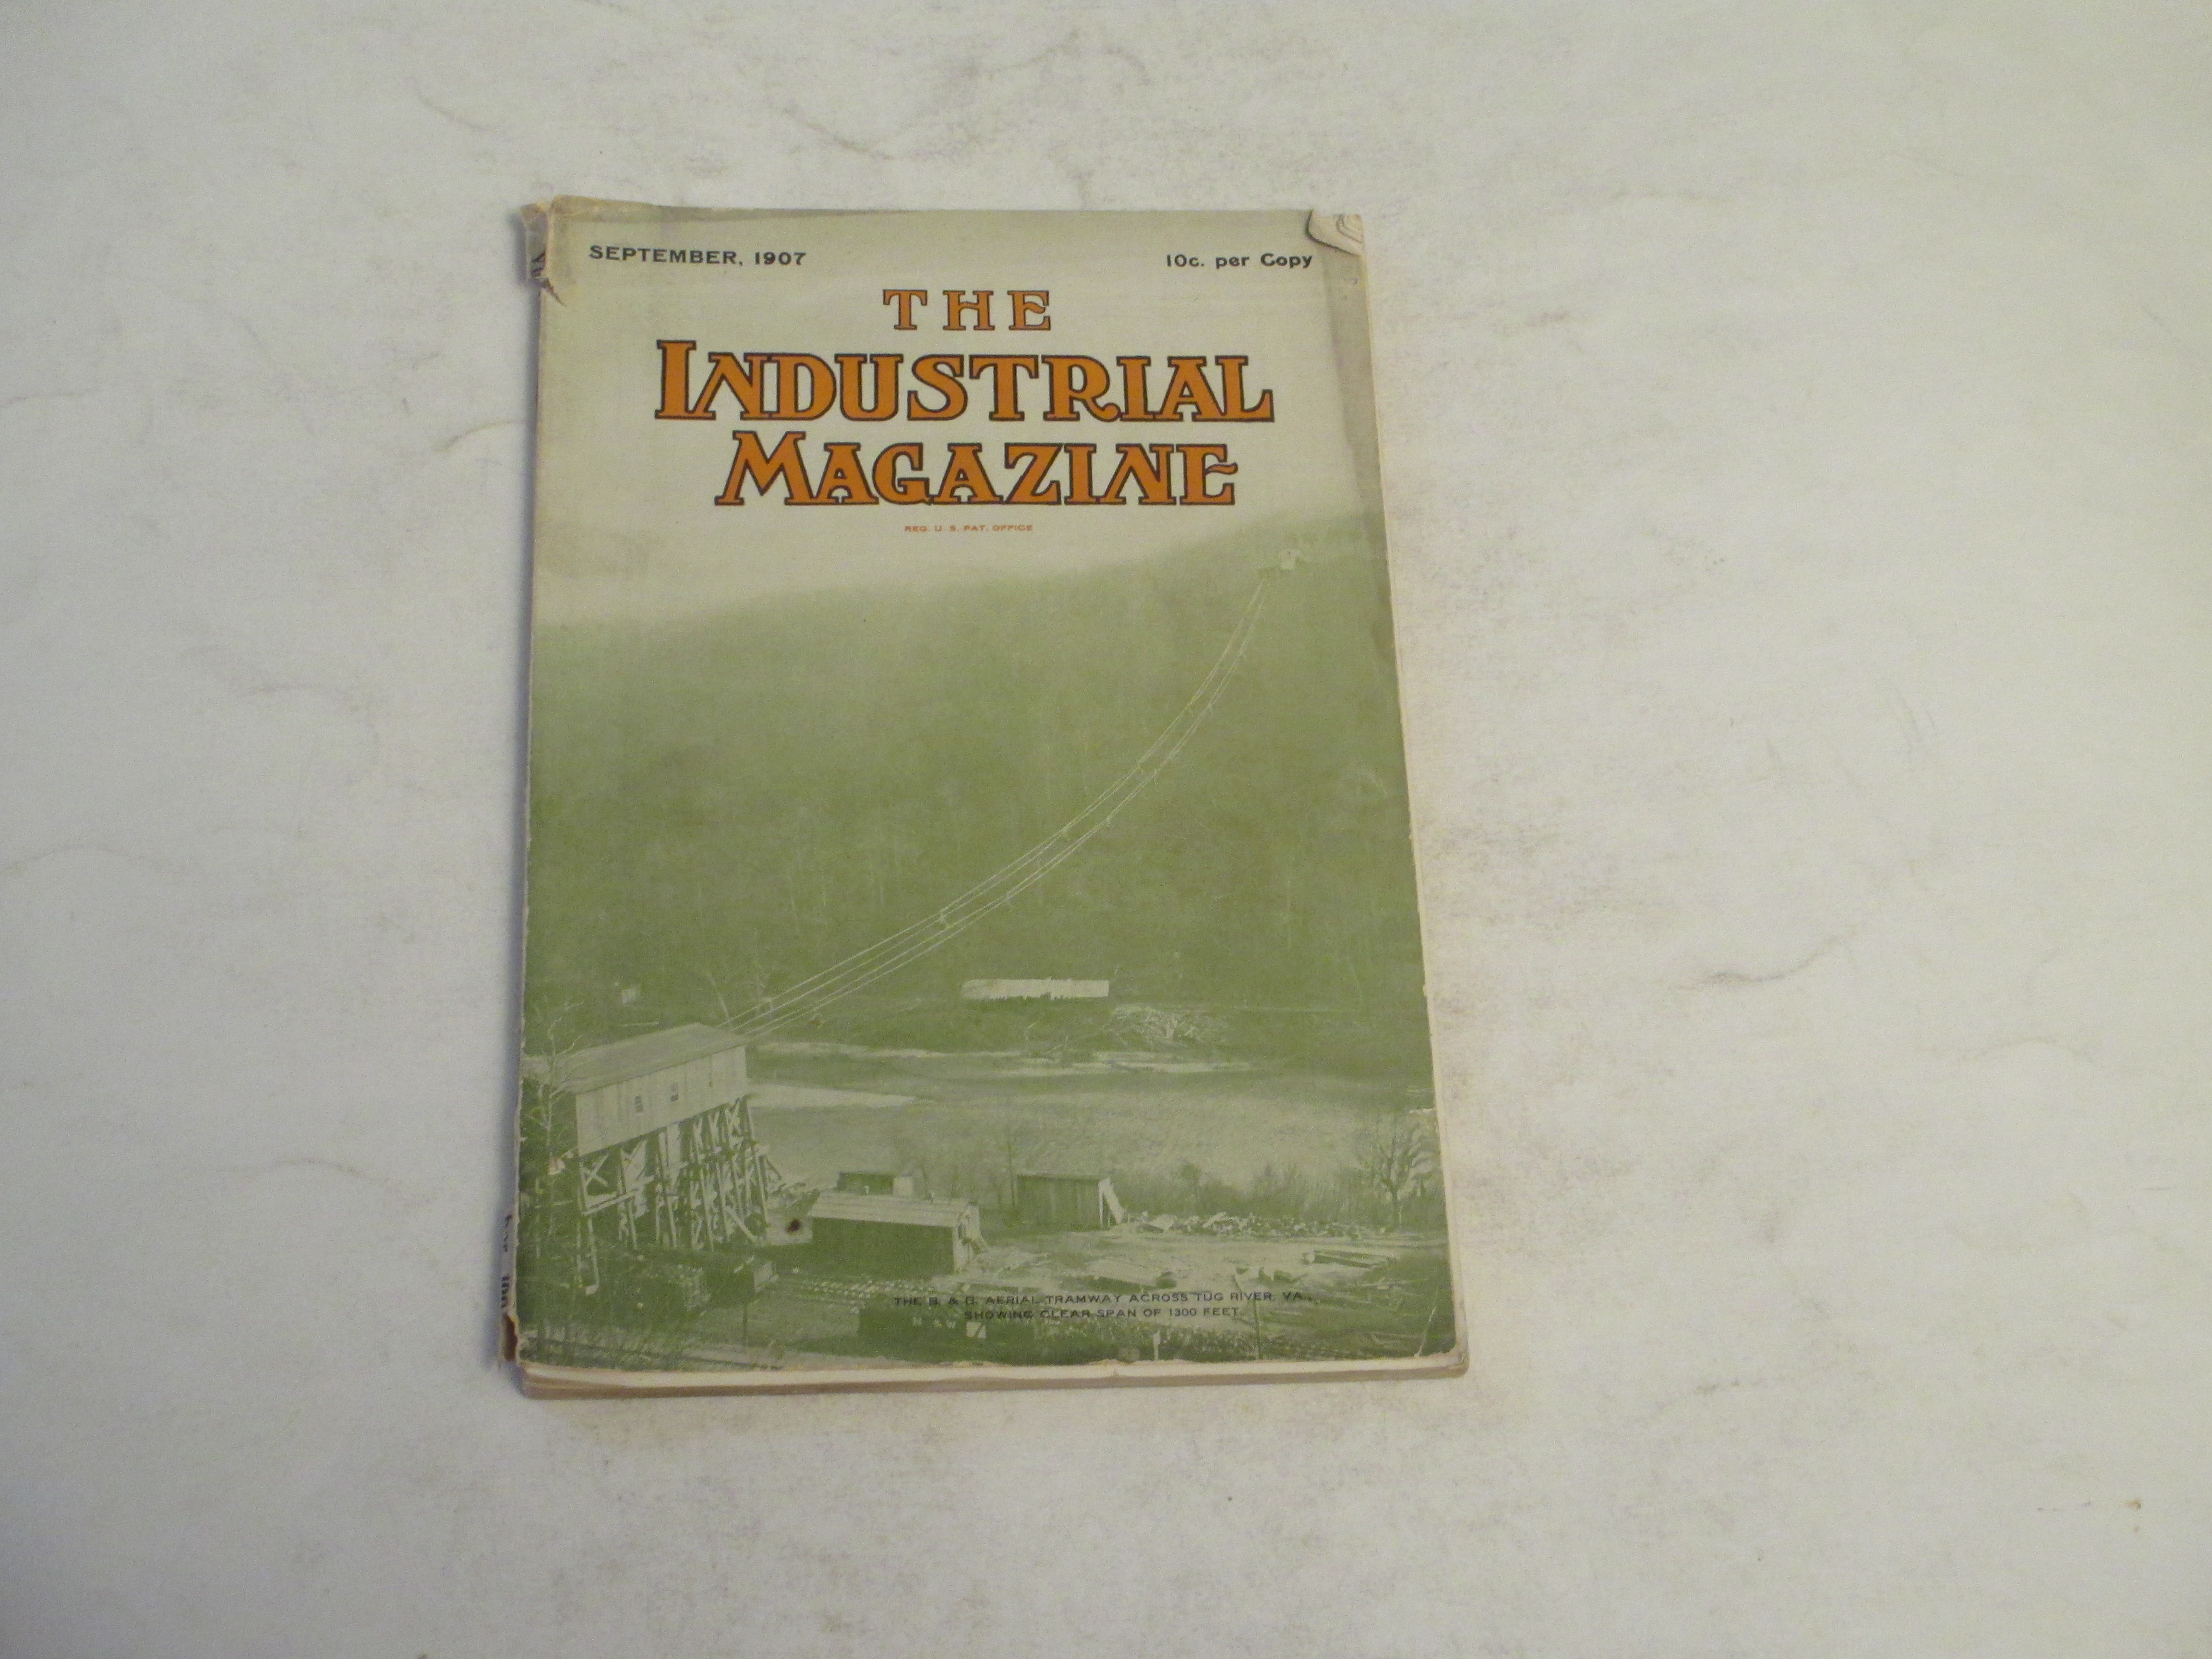 SEPTEMBER, 1907
10c. per Copy
THE
INDUSTRIAL
MAGAZINE
REG. U. S. PAT. OFFICE
THE B. & B. AERIAL TRAMWAY ACROSS TUG RIVER, VA.,
SHOWING CLEAR SPAN OF 1300 FEET.
N & W